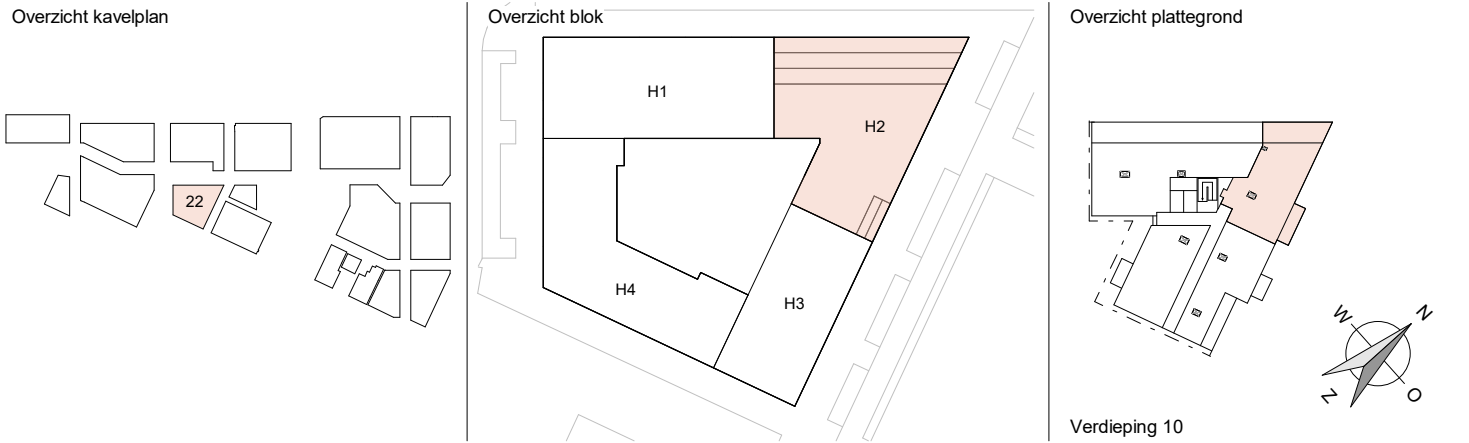 Overzicht kavelplan
22
Overzicht blok
H1
H2
H3
H4
Overzicht plattegrond
W
N
Z
O
Verdieping 10